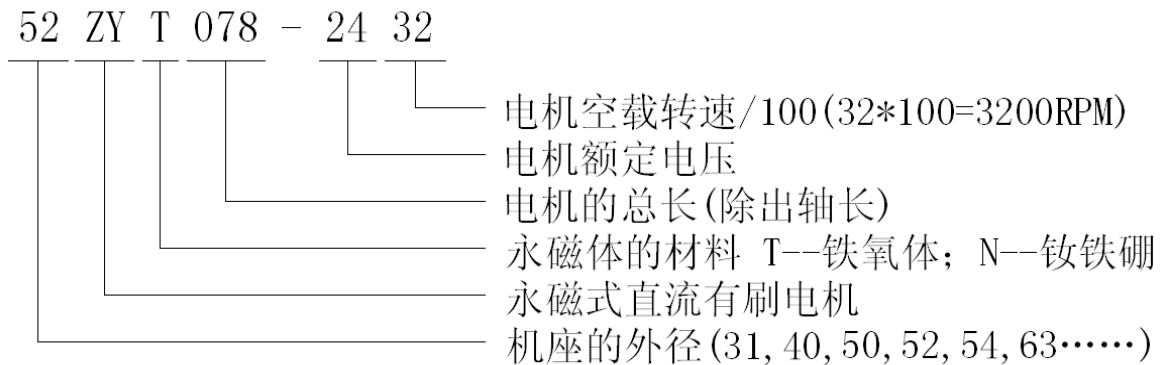 52 ZY T 078 - 24 32
电机空载转速/100(32*100=3200RPM)
电机额定电压
电机的总长(除出轴长)
永磁体的材料 T--铁氧体；N--钕铁硼
永磁式直流有刷电机
机座的外径(31,40,50,52,54,63……)